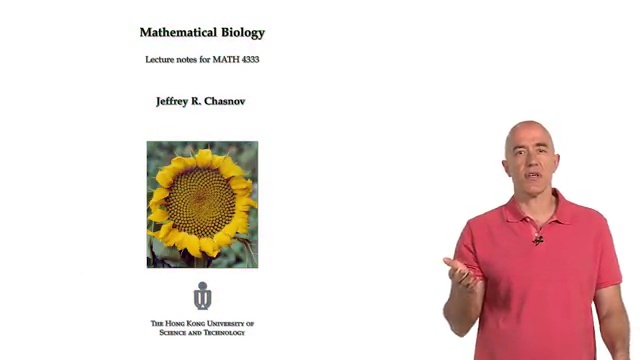 Mathematical Biology
Lecture notes for MATH 4333
Jeffrey R. Chasnov
The Hong Kong University of
Science and Technology